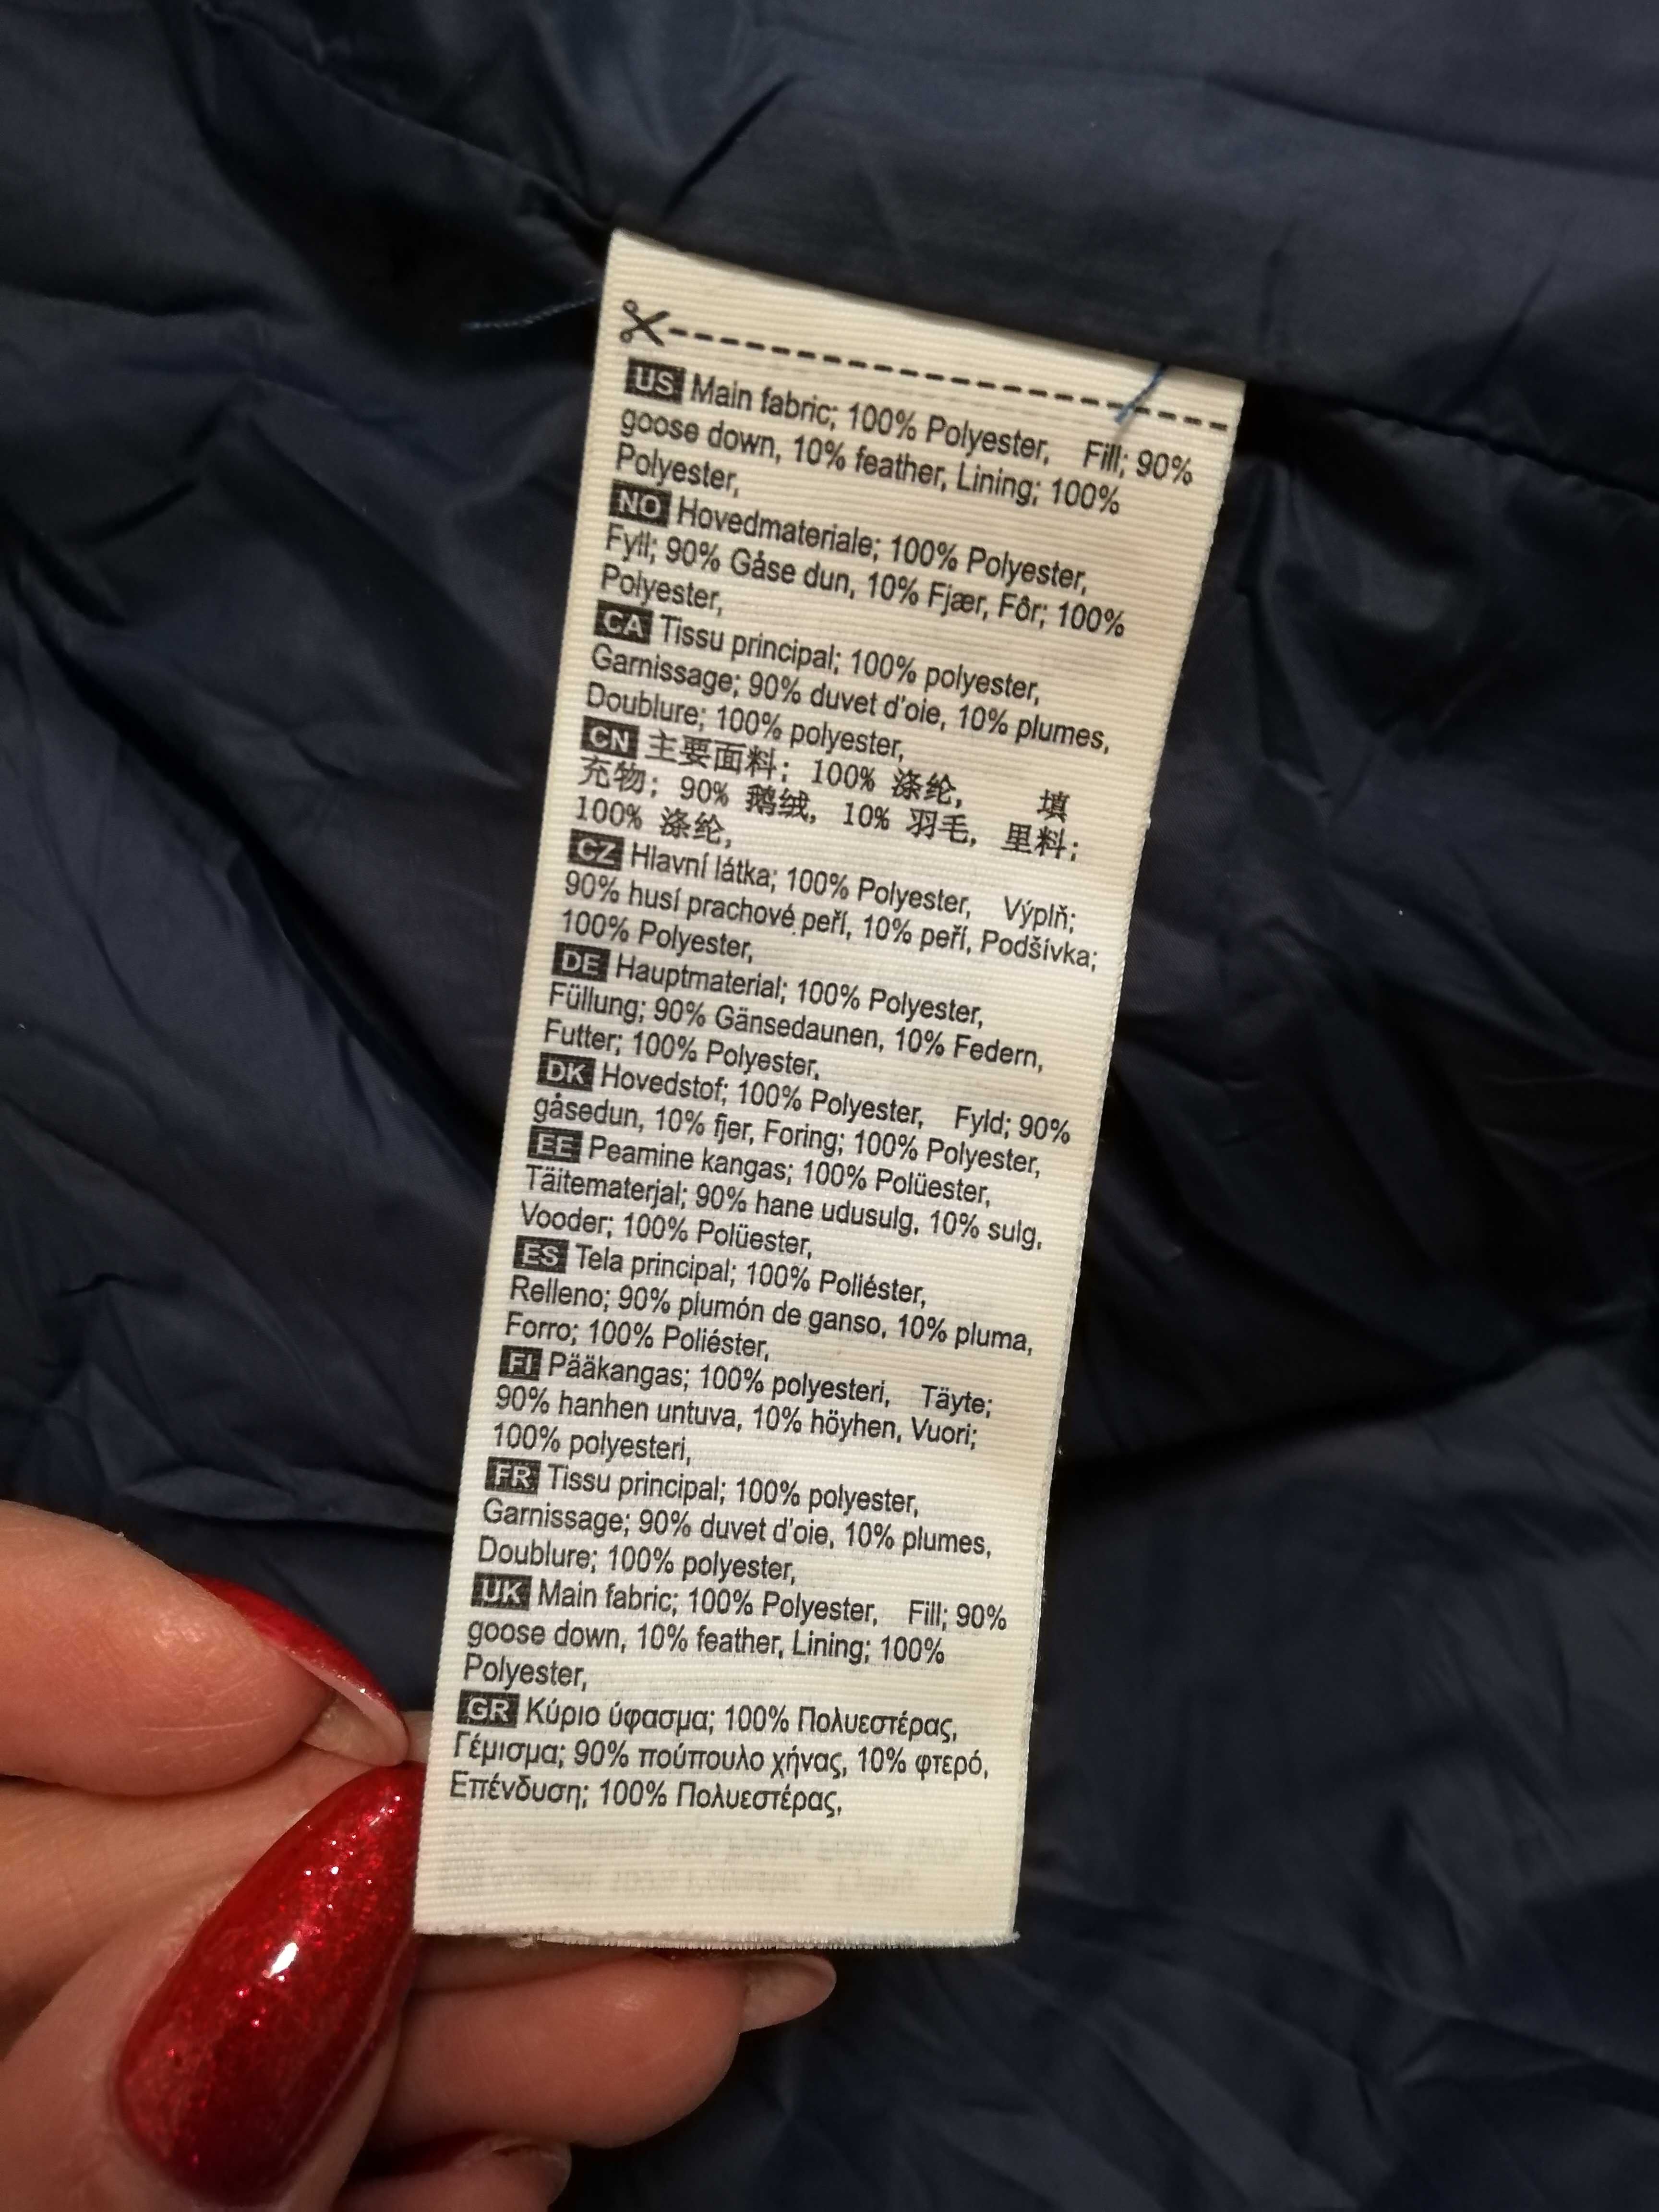 US Main fabric; 100% Polyester, Fill; 90%
goose down, 10% feather, Lining; 100%
Polyester,
NO Hovedmateriale; 100% Polyester,
Fyll; 90% Gåse dun, 10% Fjær, Fôr; 100%
Polyester,
CA Tissu principal; 100% polyester,
Garnissage; 90% duvet d'oie, 10% plumes,
Doublure; 100% polyester,
CN 主要面料; 100% 涤纶, 填
充物; 90% 鹅绒, 10% 羽毛, 里料;
100% 涤纶,
CZ Hlavní látka; 100% Polyester, Výplň;
90% husí prachové peří, 10% peří, Podšívka;
100% Polyester,
DE Hauptmaterial; 100% Polyester,
Füllung; 90% Gänsedaunen, 10% Federn,
Futter; 100% Polyester,
DK Hovedstof; 100% Polyester, Fyld; 90%
gåsedun, 10% fjer, Foring; 100% Polyester,
EE Peamine kangas; 100% Polüester,
Täitematerjal; 90% hane udusulg, 10% sulg,
Vooder; 100% Polüester,
ES Tela principal; 100% Poliéster,
Relleno; 90% plumón de ganso, 10% pluma,
Forro; 100% Poliéster,
FI Pääkangas; 100% polyesteri, Täyte;
90% hanhen untuva, 10% höyhen, Vuori;
100% polyesteri,
FR Tissu principal; 100% polyester,
Garnissage; 90% duvet d'oie, 10% plumes,
Doublure; 100% polyester,
UK Main fabric; 100% Polyester, Fill; 90%
goose down, 10% feather, Lining; 100%
Polyester,
GR Κύριο ύφασμα; 100% Πολυεστέρας,
Γέμισμα; 90% πούπουλο χήνας, 10% φτερό,
Επένδυση; 100% Πολυεστέρας,